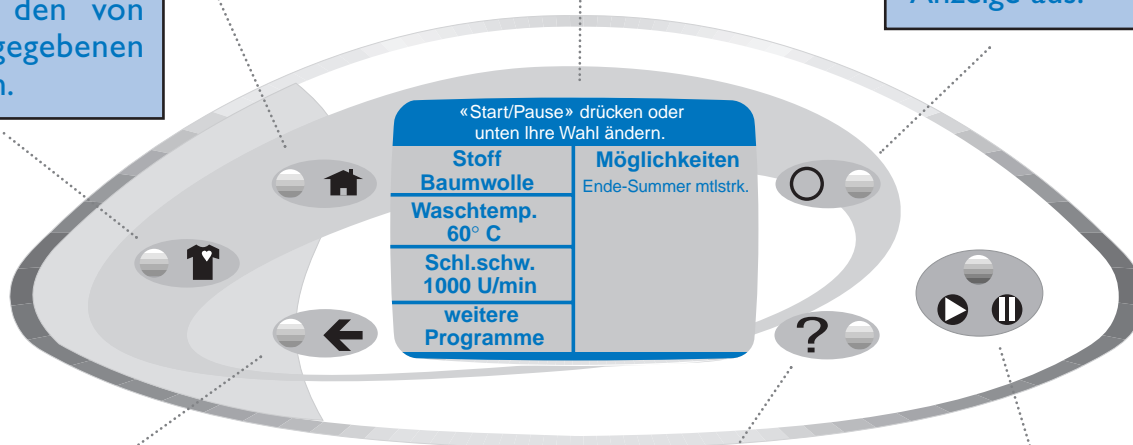 den von
gegebenen
Anzeige aus.
«Start/Pause» drücken oder
unten Ihre Wahl ändern.
Stoff
Baumwolle
Waschtemp.
60° C
Schl.schw.
1000 U/min
weitere
Programme
Möglichkeiten
Ende-Summer mtlstrk.
?